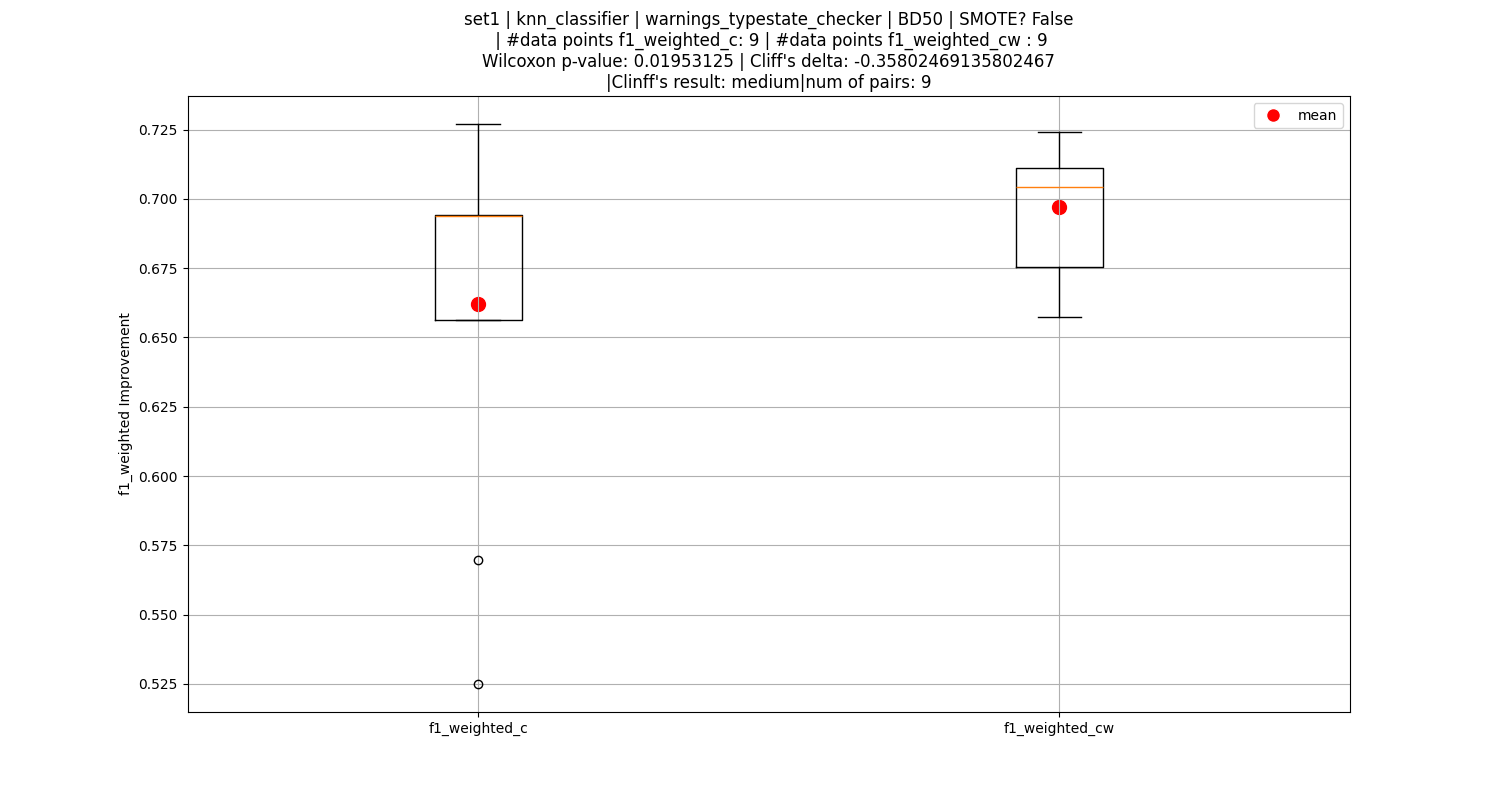 set1 | knn_classifier | warnings_typestate_checker | BD50 | SMOTE? False
| #data points f1_weighted_c: 9 | #data points f1_weighted_cw : 9
Wilcoxon p-value: 0.01953125 | Cliff's delta: -0.35802469135802467
|Clinff's result: medium|num of pairs: 9
mean
0.725
0.700
0.675
0.650
0.625
0.600
0.575
0.550
0.525
f1_weighted Improvement
f1_weighted_c
f1_weighted_cw